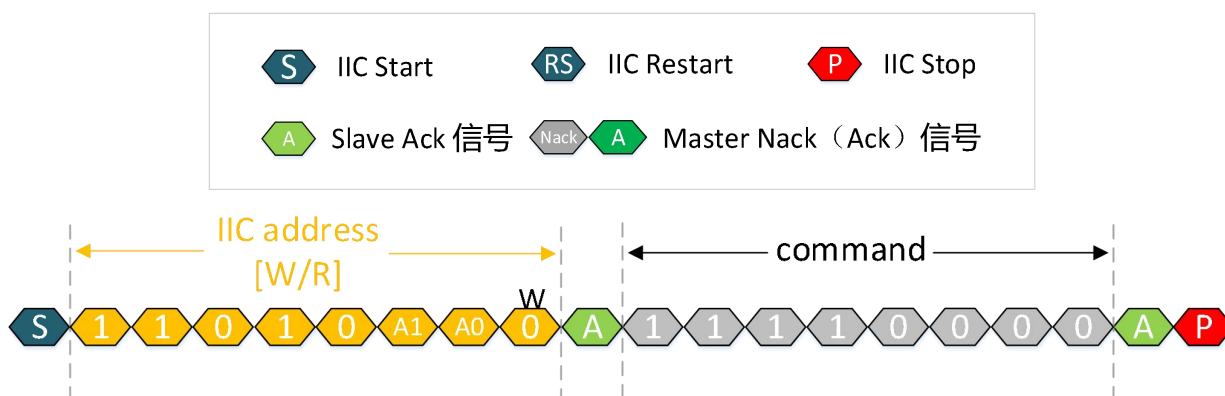 S IIC Start RS IIC Restart P IIC Stop
A Slave Ack 信号 Nack A Master Nack（Ack）信号
IIC address
[W/R]
command
W
S 1 1 0 1 0 A1 A0 0 A 1 1 1 1 0 0 0 0 A P